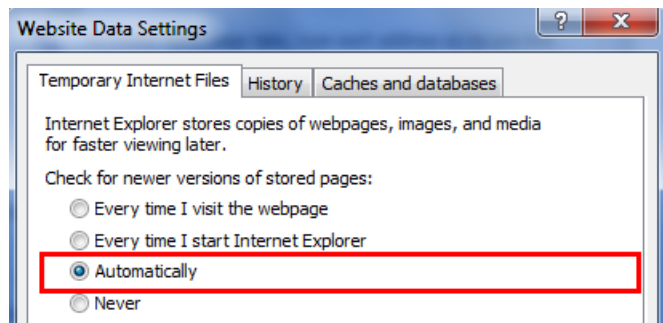 Website Data Settings
Temporary Internet Files History Caches and databases
Internet Explorer stores copies of webpages, images, and media
for faster viewing later.
Check for newer versions of stored pages:
Every time I visit the webpage
Every time I start Internet Explorer
Automatically
Never